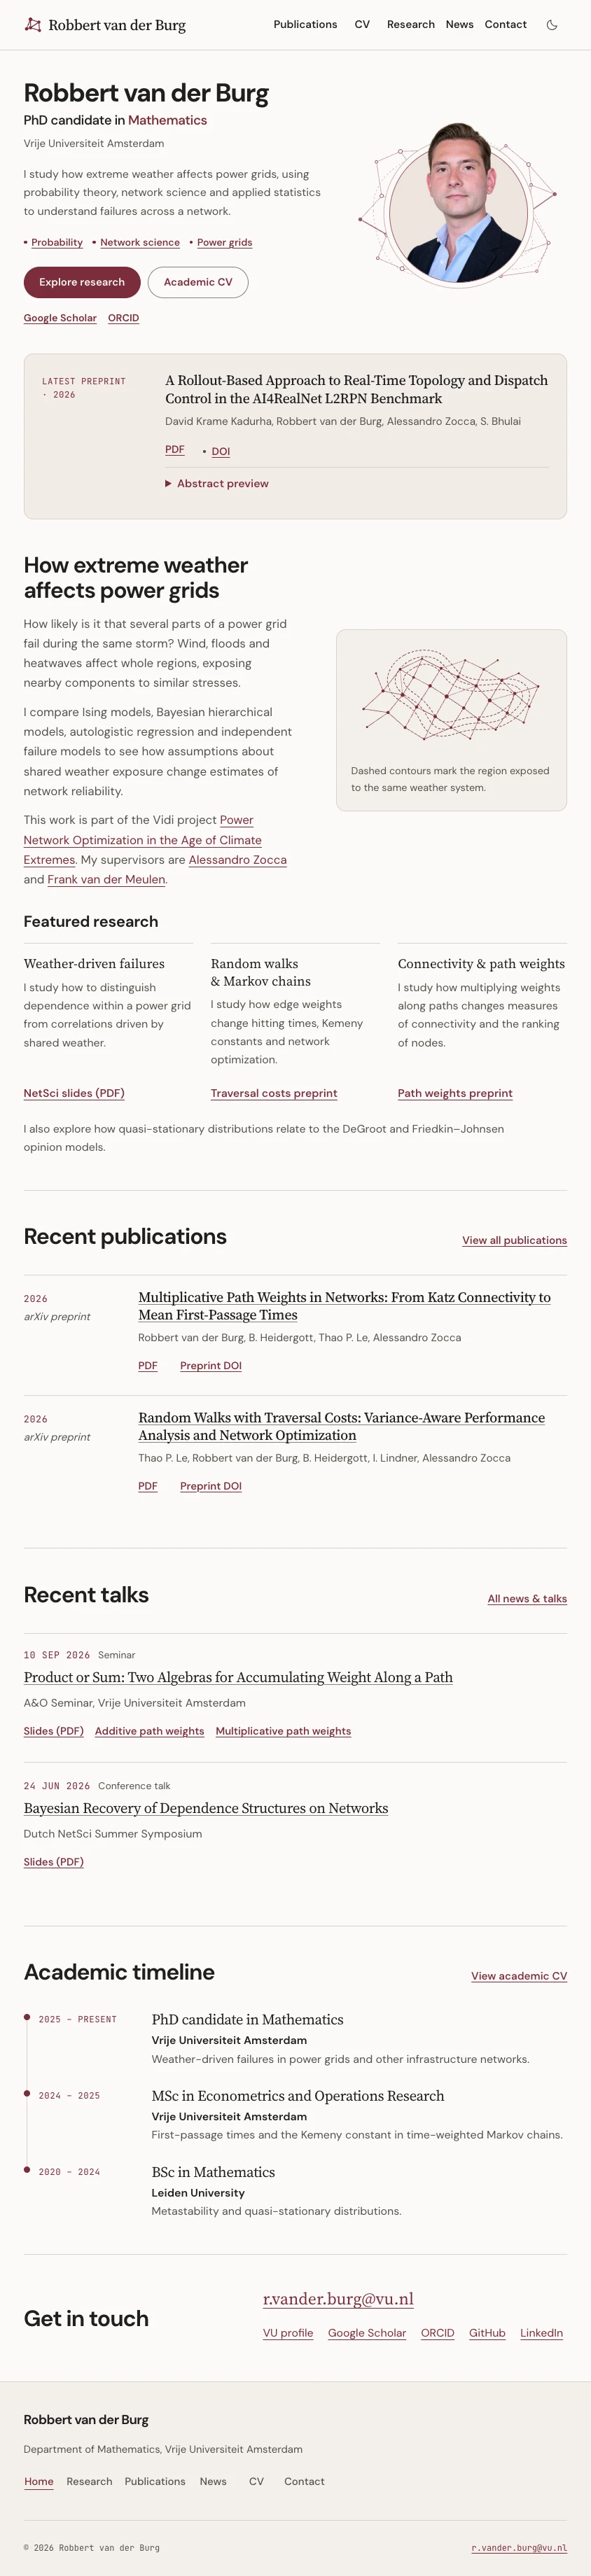 Robbert van der Burg
Publications CV Research News Contact
Robbert van der Burg
PhD candidate in Mathematics
Vrije Universiteit Amsterdam
I study how extreme weather affects power grids, using
probability theory, network science and applied statistics
to understand failures across a network.
• Probability • Network science • Power grids
Explore research Academic CV
Google Scholar ORCID
LATEST PREPRINT
· 2026
A Rollout-Based Approach to Real-Time Topology and Dispatch
Control in the AI4RealNet L2RPN Benchmark
David Krame Kadurha, Robbert van der Burg, Alessandro Zocca, S. Bhulai
PDF • DOI
▶ Abstract preview
How extreme weather
affects power grids
How likely is it that several parts of a power grid
fail during the same storm? Wind, floods and
heatwaves affect whole regions, exposing
nearby components to similar stresses.
I compare Ising models, Bayesian hierarchical
models, autologistic regression and independent
failure models to see how assumptions about
shared weather exposure change estimates of
network reliability.
This work is part of the Vidi project Power
Network Optimization in the Age of Climate
Extremes. My supervisors are Alessandro Zocca
and Frank van der Meulen.
Dashed contours mark the region exposed
to the same weather system.
Featured research
Weather-driven failures
I study how to distinguish
dependence within a power grid
from correlations driven by
shared weather.
NetSci slides (PDF)
Random walks
& Markov chains
I study how edge weights
change hitting times, Kemeny
constants and network
optimization.
Traversal costs preprint
Connectivity & path weights
I study how multiplying weights
along paths changes measures
of connectivity and the ranking
of nodes.
Path weights preprint
I also explore how quasi-stationary distributions relate to the DeGroot and Friedkin–Johnsen
opinion models.
Recent publications
View all publications
2026
arXiv preprint
Multiplicative Path Weights in Networks: From Katz Connectivity to
Mean First-Passage Times
Robbert van der Burg, B. Heidergott, Thao P. Le, Alessandro Zocca
PDF Preprint DOI
2026
arXiv preprint
Random Walks with Traversal Costs: Variance-Aware Performance
Analysis and Network Optimization
Thao P. Le, Robbert van der Burg, B. Heidergott, I. Lindner, Alessandro Zocca
PDF Preprint DOI
Recent talks
All news & talks
10 SEP 2026 Seminar
Product or Sum: Two Algebras for Accumulating Weight Along a Path
A&O Seminar, Vrije Universiteit Amsterdam
Slides (PDF) Additive path weights Multiplicative path weights
24 JUN 2026 Conference talk
Bayesian Recovery of Dependence Structures on Networks
Dutch NetSci Summer Symposium
Slides (PDF)
Academic timeline
View academic CV
2025 – PRESENT
PhD candidate in Mathematics
Vrije Universiteit Amsterdam
Weather-driven failures in power grids and other infrastructure networks.
2024 – 2025
MSc in Econometrics and Operations Research
Vrije Universiteit Amsterdam
First-passage times and the Kemeny constant in time-weighted Markov chains.
2020 – 2024
BSc in Mathematics
Leiden University
Metastability and quasi-stationary distributions.
Get in touch
r.vander.burg@vu.nl
VU profile Google Scholar ORCID GitHub LinkedIn
Robbert van der Burg
Department of Mathematics, Vrije Universiteit Amsterdam
Home Research Publications News CV Contact
© 2026 Robbert van der Burg
r.vander.burg@vu.nl